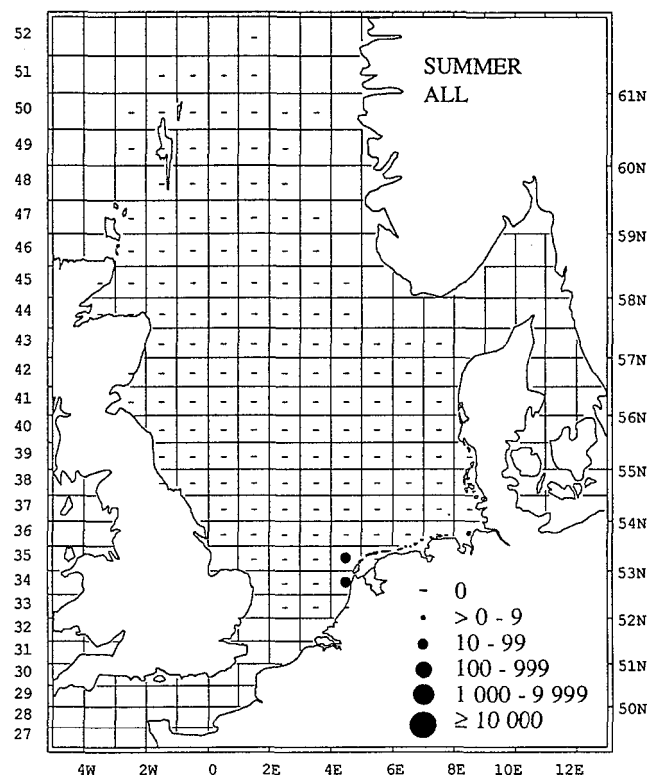 SUMMER
ALL
52
51
50
49
48
47
46
45
44
43
42
41
40
39
38
37
36
35
34
33
32
31
30
29
28
27
61N
60N
59N
58N
57N
56N
55N
54N
53N
52N
51N
50N
- 0
> 0 - 9
10 - 99
100 - 999
1 000 - 9 999
≥ 10 000
4W 2W 0 2E 4E 6E 8E 10E 12E